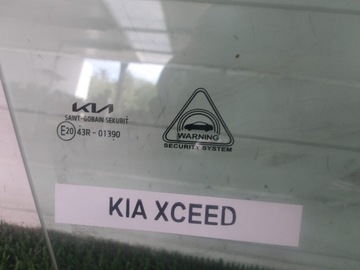 KIA
SAINT-GOBAIN SEKURIT
E20 43R - 01390
WARNING
SECURITY SYSTEM
KIA XCEED